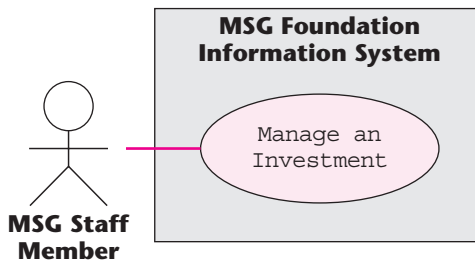 MSG Foundation
Information System
Manage an
Investment
MSG Staff
Member